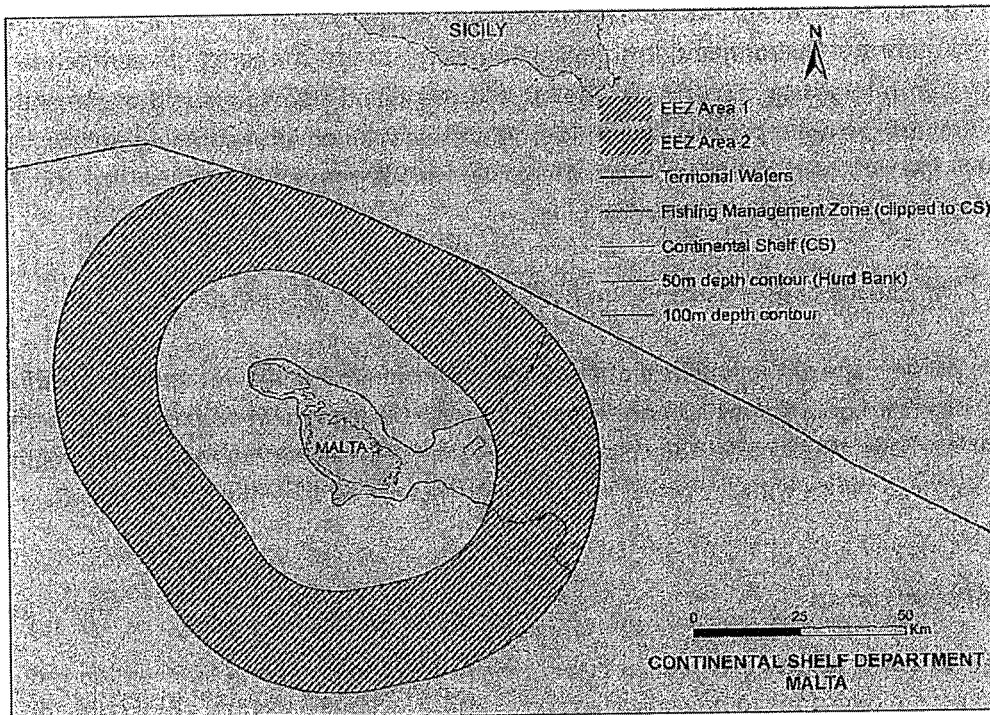 SICILY
N
EEZ Area 1
EEZ Area 2
Territorial Waters
Fishing Management Zone (clipped to CS)
Continental Shelf (CS)
50m depth contour (Hurd Bank)
100m depth contour
MALTA
0 25 50
Km
CONTINENTAL SHELF DEPARTMENT
MALTA